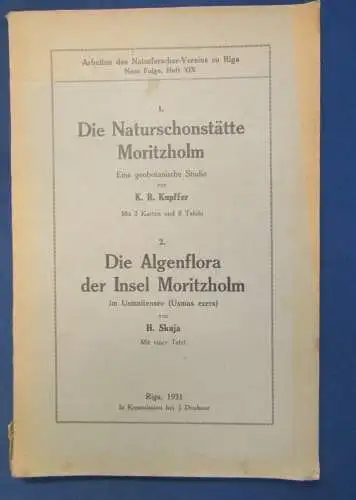 Arbeiten des Naturforscher-Vereins zu Riga
Neue Folge, Heft XIX
1.
Die Naturschonstätte
Moritzholm
Eine geobotanische Studie
von
K. R. Kupffer
Mit 2 Karten und 8 Tafeln
2.
Die Algenflora
der Insel Moritzholm
im Usmaitensee (Usmas ezers)
von
H. Skuja
Mit einer Tafel
Riga, 1931
In Kommission bei J. Deubner